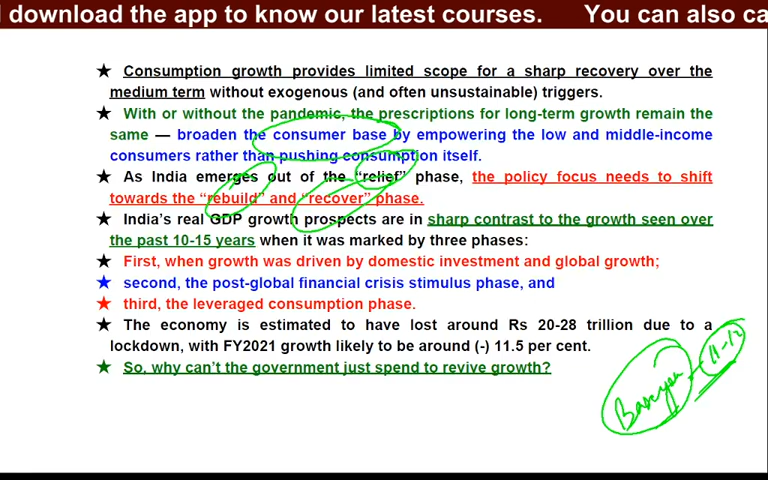 l download the app to know our latest courses.    You can also ca
★ Consumption growth provides limited scope for a sharp recovery over the
medium term without exogenous (and often unsustainable) triggers.
★ With or without the pandemic, the prescriptions for long-term growth remain the
same — broaden the consumer base by empowering the low and middle-income
consumers rather than pushing consumption itself.
★ As India emerges out of the “relief” phase, the policy focus needs to shift
towards the “rebuild” and “recover” phase.
★ India’s real GDP growth prospects are in sharp contrast to the growth seen over
the past 10-15 years when it was marked by three phases:
★ First, when growth was driven by domestic investment and global growth;
★ second, the post-global financial crisis stimulus phase, and
★ third, the leveraged consumption phase.
★ The economy is estimated to have lost around Rs 20-28 trillion due to a
lockdown, with FY2021 growth likely to be around (-) 11.5 per cent.
★ So, why can’t the government just spend to revive growth?
11-12